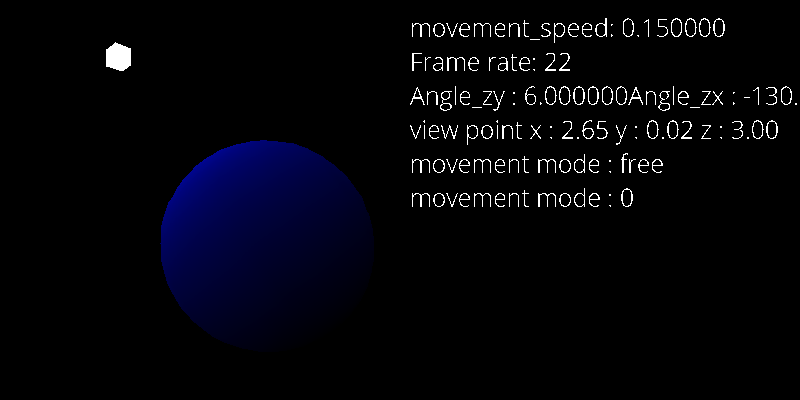 movement_speed: 0.150000
Frame rate: 22
Angle_zy : 6.000000Angle_zx : -130.
view point x : 2.65 y : 0.02 z : 3.00
movement mode : free
movement mode : 0